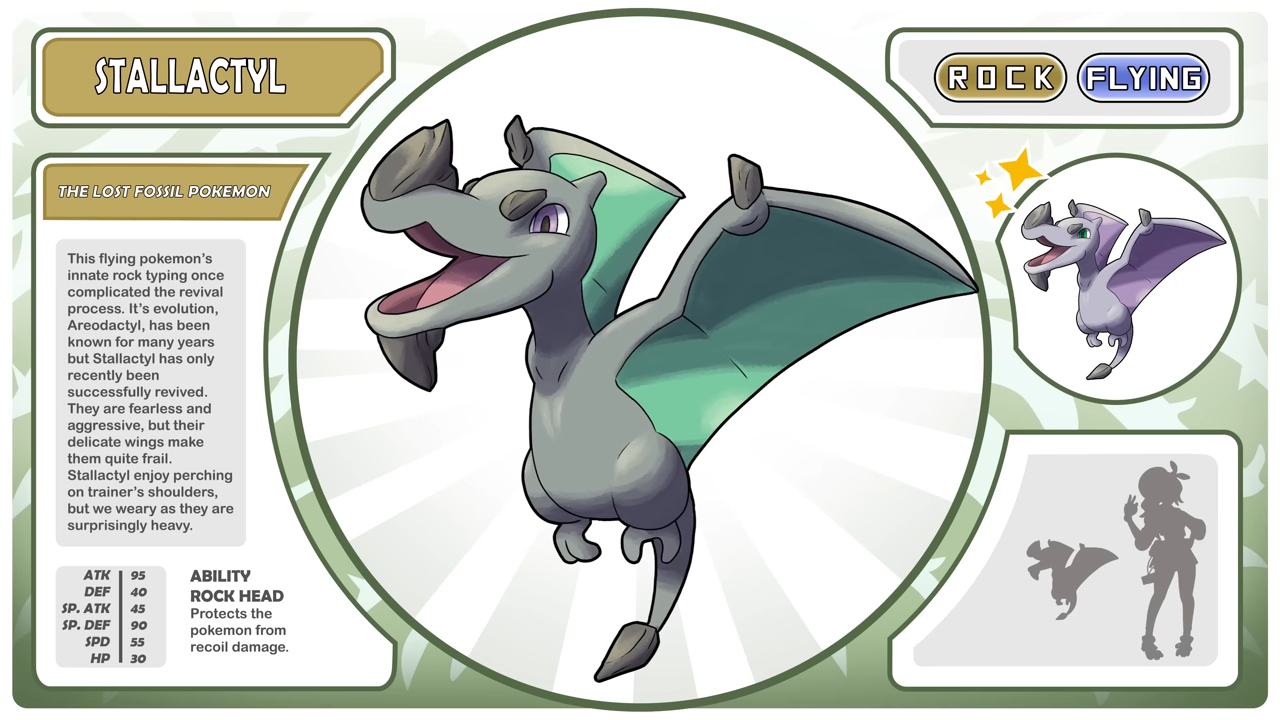 STALLACTYL
ROCK FLYING
THE LOST FOSSIL POKEMON
This flying pokemon's
innate rock typing once
complicated the revival
process. It's evolution,
Areodactyl, has been
known for many years
but Stallactyl has only
recently been
successfully revived.
They are fearless and
aggressive, but their
delicate wings make
them quite frail.
Stallactyl enjoy perching
on trainer's shoulders,
but we weary as they are
surprisingly heavy.
ATK 95
DEF 40
SP. ATK 45
SP. DEF 90
SPD 55
HP 30
ABILITY
ROCK HEAD
Protects the
pokemon from
recoil damage.